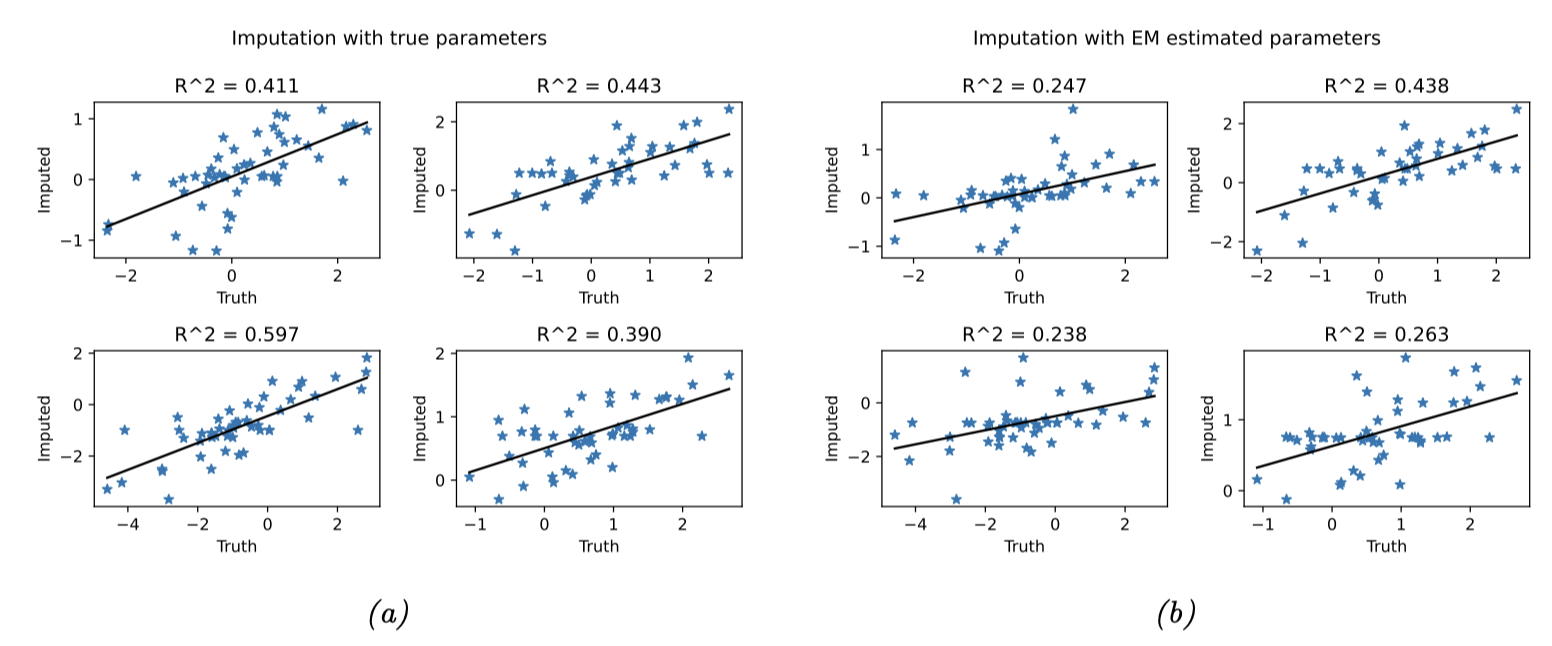 Imputation with true parameters
R^2 = 0.411
Imputed
1
0
−1
−2
0
2
Truth
R^2 = 0.443
Imputed
2
0
−2
−1
0
1
2
Truth
R^2 = 0.597
Imputed
2
0
−2
−4
−2
0
2
Truth
R^2 = 0.390
Imputed
2
1
0
−1
0
1
2
Truth
(a)
Imputation with EM estimated parameters
R^2 = 0.247
Imputed
1
0
−1
−2
0
2
Truth
R^2 = 0.438
Imputed
2
0
−2
−2
−1
0
1
2
Truth
R^2 = 0.238
Imputed
0
−2
−4
−2
0
2
Truth
R^2 = 0.263
Imputed
1
0
−1
0
1
2
Truth
(b)